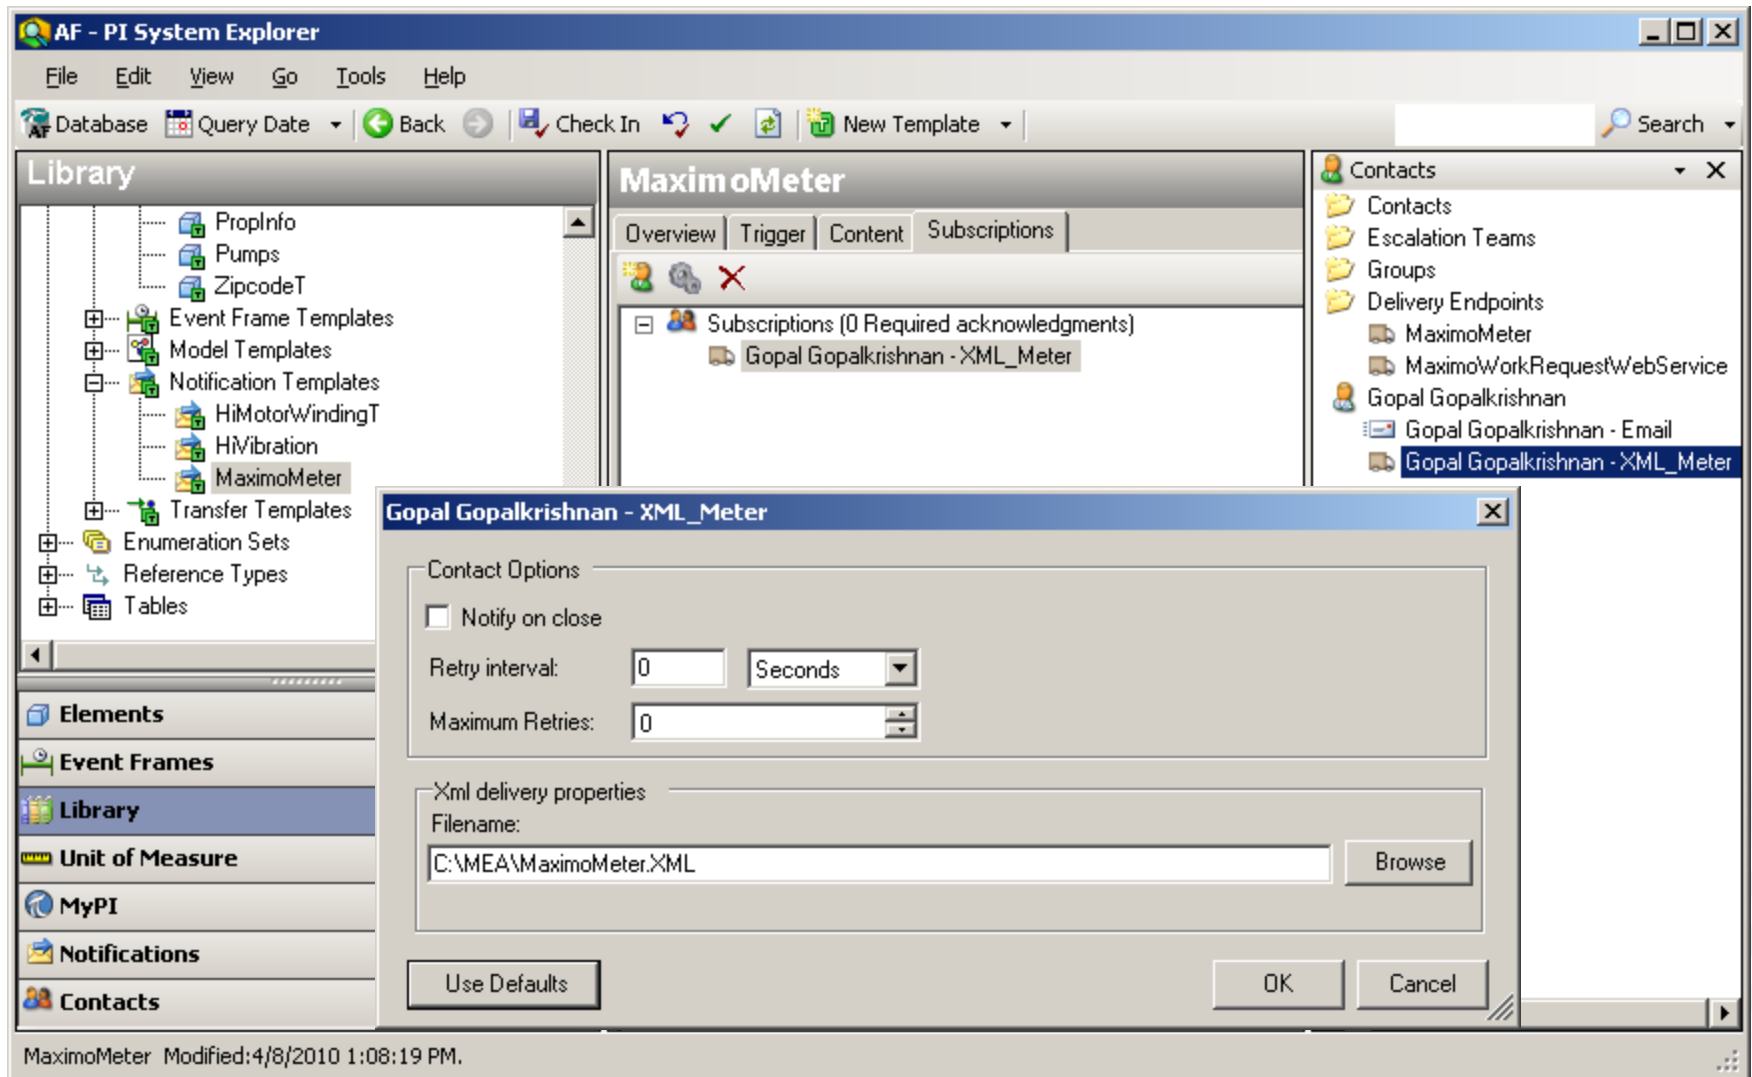 AF - PI System Explorer
File Edit View Go Tools Help
Database Query Date Back Check In New Template Search
Library
PropInfo
Pumps
ZipcodeT
Event Frame Templates
Model Templates
Notification Templates
HiMotorWindingT
HiVibration
MaximoMeter
Transfer Templates
Enumeration Sets
Reference Types
Tables
Elements
Event Frames
Library
Unit of Measure
MyPI
Notifications
Contacts
MaximoMeter
Overview Trigger Content Subscriptions
Subscriptions (0 Required acknowledgments)
Gopal Gopalkrishnan - XML_Meter
Contacts
Contacts
Escalation Teams
Groups
Delivery Endpoints
MaximoMeter
MaximoWorkRequestWebService
Gopal Gopalkrishnan
Gopal Gopalkrishnan - Email
Gopal Gopalkrishnan - XML_Meter
Gopal Gopalkrishnan - XML_Meter
Contact Options
Notify on close
Retry interval: 0 Seconds
Maximum Retries: 0
Xml delivery properties
Filename:
C:\MEA\MaximoMeter.XML Browse
Use Defaults OK Cancel
MaximoMeter Modified:4/8/2010 1:08:19 PM.